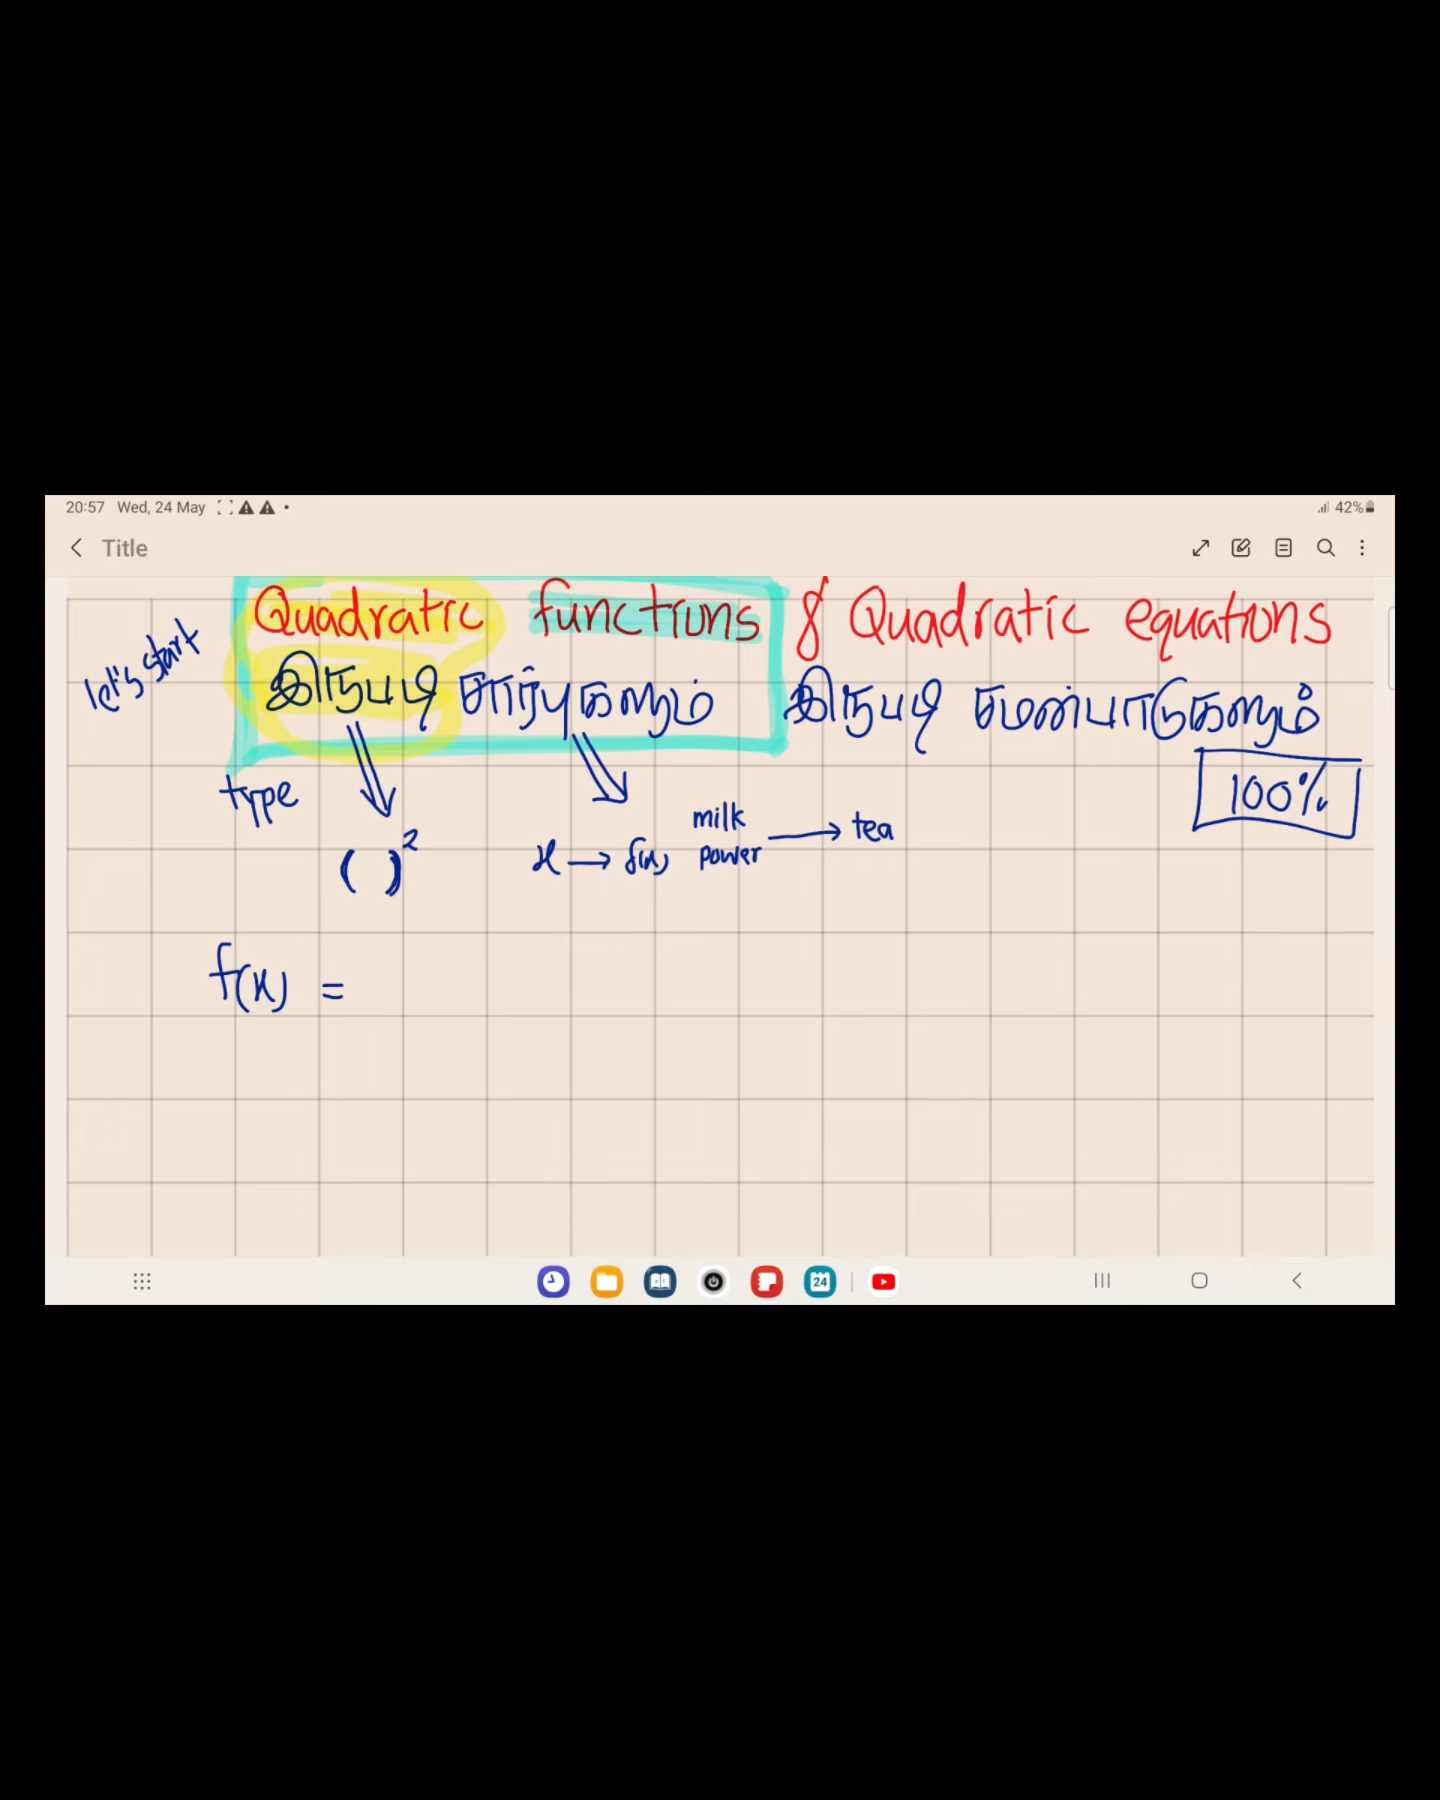 20:57 Wed, 24 May
42%
Title
Quadratic functions & Quadratic equations
let's start
இருபடி சார்புகளும் இருபடி சமன்பாடுகளும்
100%
type
( )²
x → f(x)
milk
power → tea
f(x) =
24